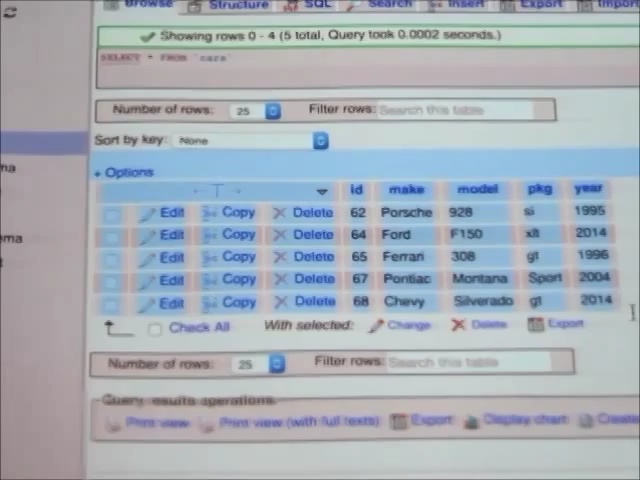 Browse Structure SQL Search Insert Export Import
Showing rows 0 - 4 (5 total, Query took 0.0002 seconds.)
SELECT * FROM `cars`
Number of rows: 25 Filter rows: Search this table
Sort by key: None
+ Options
id make model pkg year
Edit Copy Delete 62 Porsche 928 si 1995
Edit Copy Delete 64 Ford F150 xlt 2014
Edit Copy Delete 65 Ferrari 308 gt 1996
Edit Copy Delete 67 Pontiac Montana Sport 2004
Edit Copy Delete 68 Chevy Silverado gt 2014
Check All With selected: Change Delete Export
Number of rows: 25 Filter rows: Search this table
Query results operations
Print view Print view (with full texts) Export Display chart Create